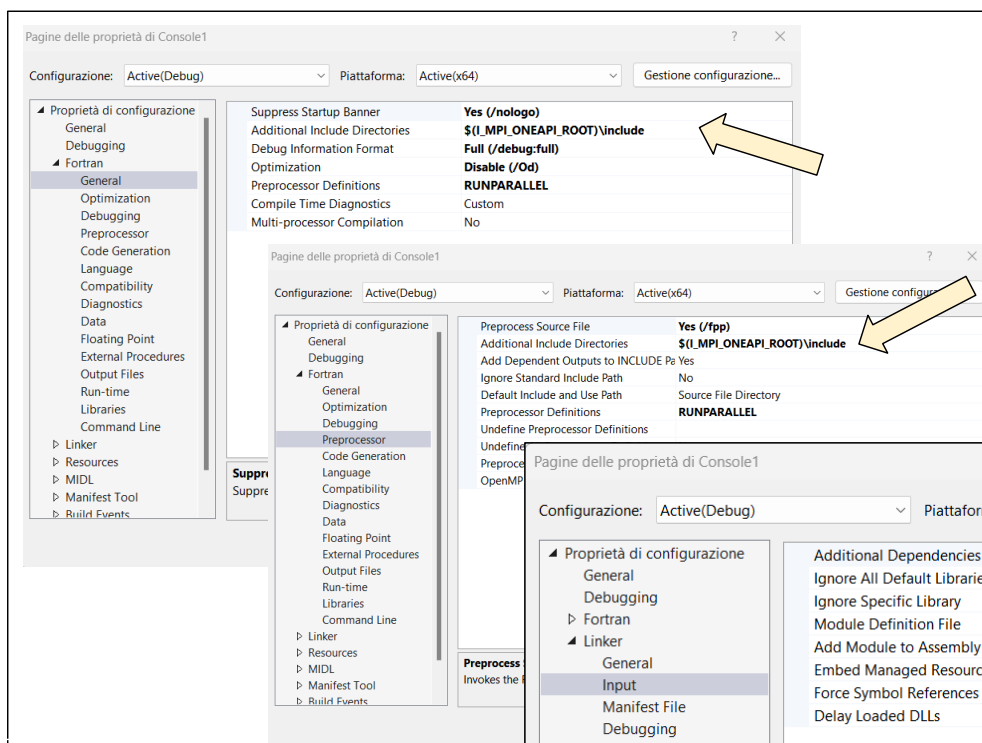 Pagine delle proprietà di Console1 ?
Configurazione: Active(Debug) Piattaforma: Active(x64) Gestione configurazione...
Proprietà di configurazione
General
Debugging
Fortran
General
Optimization
Debugging
Preprocessor
Code Generation
Language
Compatibility
Diagnostics
Data
Floating Point
External Procedures
Output Files
Run-time
Libraries
Command Line
Linker
Resources
MIDL
Manifest Tool
Build Events
Suppress Startup Banner Yes (/nologo)
Additional Include Directories $(I_MPI_ONEAPI_ROOT)\include
Debug Information Format Full (/debug:full)
Optimization Disable (/Od)
Preprocessor Definitions RUNPARALLEL
Compile Time Diagnostics Custom
Multi-processor Compilation No
Suppre
Suppre
Pagine delle proprietà di Console1 ?
Configurazione: Active(Debug) Piattaforma: Active(x64) Gestione configura
Proprietà di configurazione
General
Debugging
Fortran
General
Optimization
Debugging
Preprocessor
Code Generation
Language
Compatibility
Diagnostics
Data
Floating Point
External Procedures
Output Files
Run-time
Libraries
Command Line
Linker
Resources
MIDL
Manifest Tool
Build Events
Preprocess Source File Yes (/fpp)
Additional Include Directories $(I_MPI_ONEAPI_ROOT)\include
Add Dependent Outputs to INCLUDE Pa Yes
Ignore Standard Include Path No
Default Include and Use Path Source File Directory
Preprocessor Definitions RUNPARALLEL
Undefine Preprocessor Definitions
Undefine
Preproce
OpenMP
Preprocess
Invokes the F
Pagine delle proprietà di Console1
Configurazione: Active(Debug) Piattafor
Proprietà di configurazione
General
Debugging
Fortran
Linker
General
Input
Manifest File
Debugging
Additional Dependencies
Ignore All Default Librarie
Ignore Specific Library
Module Definition File
Add Module to Assembly
Embed Managed Resourc
Force Symbol References
Delay Loaded DLLs